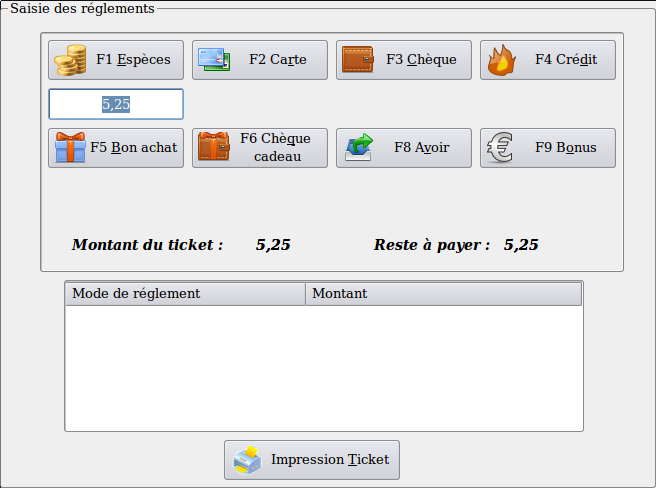 Saisie des réglements
F1 Espèces
F2 Carte
F3 Chèque
F4 Crédit
5,25
F5 Bon achat
F6 Chèque
cadeau
F8 Avoir
F9 Bonus
Montant du ticket : 5,25
Reste à payer : 5,25
Mode de réglement
Montant
Impression Ticket